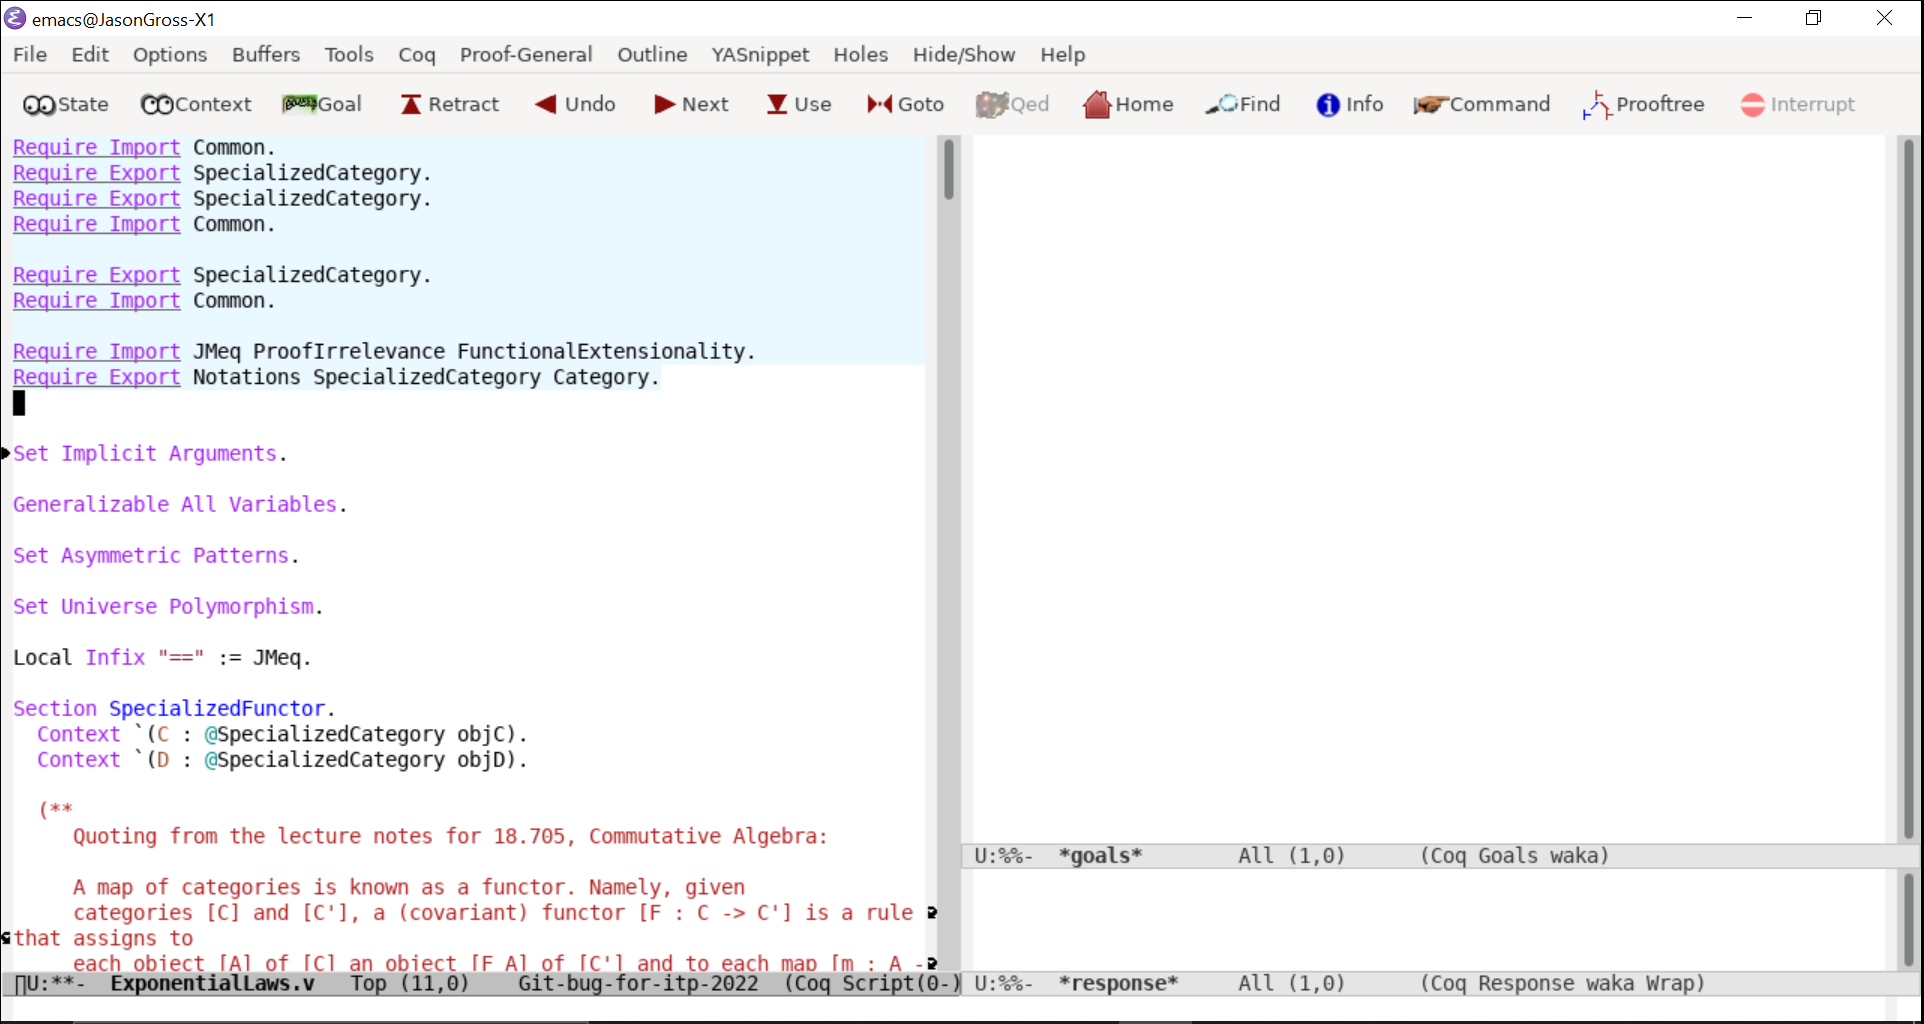 emacs@JasonGross-X1
File Edit Options Buffers Tools Coq Proof-General Outline YASnippet Holes Hide/Show Help
State Context Goal Retract Undo Next Use Goto Qed Home Find Info Command Prooftree Interrupt
Require Import Common.
Require Export SpecializedCategory.
Require Export SpecializedCategory.
Require Import Common.
Require Export SpecializedCategory.
Require Import Common.
Require Import JMeq ProofIrrelevance FunctionalExtensionality.
Require Export Notations SpecializedCategory Category.
Set Implicit Arguments.
Generalizable All Variables.
Set Asymmetric Patterns.
Set Universe Polymorphism.
Local Infix "==" := JMeq.
Section SpecializedFunctor.
  Context `(C : @SpecializedCategory objC).
  Context `(D : @SpecializedCategory objD).
  (**
     Quoting from the lecture notes for 18.705, Commutative Algebra:
     A map of categories is known as a functor. Namely, given
     categories [C] and [C'], a (covariant) functor [F : C -> C'] is a rule
that assigns to
     each object [A] of [C] an object [F A] of [C'] and to each map [m : A -
U:**-  ExponentialLaws.v   Top (11,0)    Git-bug-for-itp-2022  (Coq Script(0-)
U:%%-  *goals*        All (1,0)      (Coq Goals waka)
U:%%-  *response*     All (1,0)      (Coq Response waka Wrap)